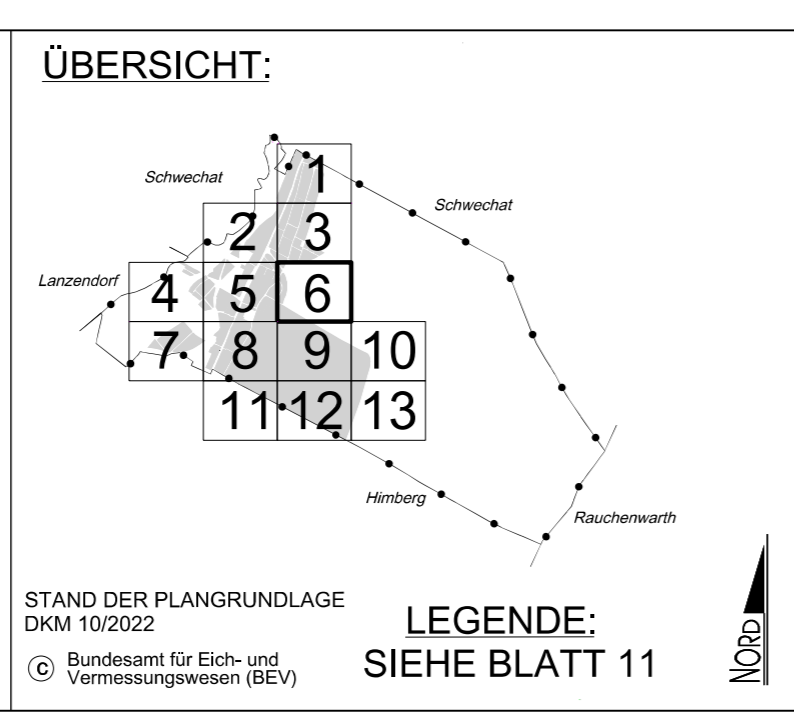 ÜBERSICHT:
Schwechat
1
Schwechat
2 3
Lanzendorf
4 5 6
7 8 9 10
11 12 13
Himberg
Rauchenwarth
STAND DER PLANGRUNDLAGE
DKM 10/2022
© Bundesamt für Eich- und
Vermessungswesen (BEV)
LEGENDE:
SIEHE BLATT 11
NORD